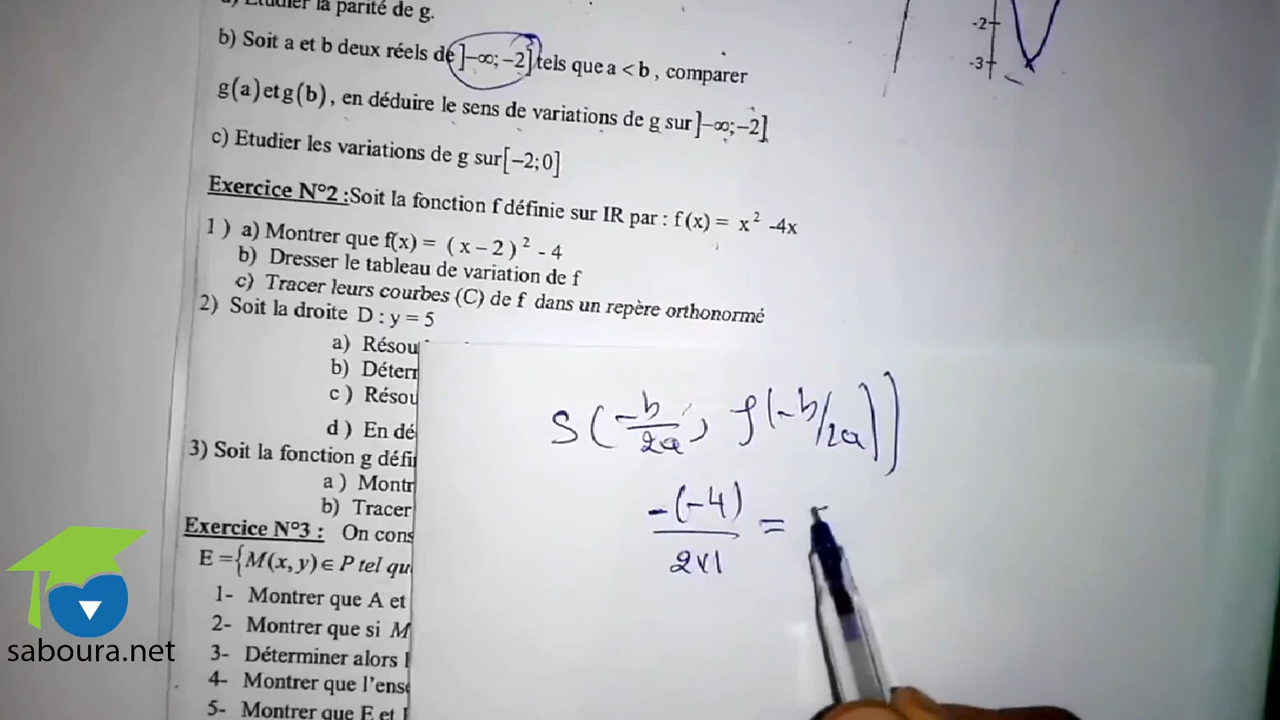 a) Etudier la parité de g.
b) Soit a et b deux réels de ]-∞;-2] tels que a < b , comparer
g(a) et g(b) , en déduire le sens de variations de g sur ]-∞;-2]
c) Etudier les variations de g sur [-2;0]
Exercice N°2 :Soit la fonction f définie sur IR par : f(x) = x² -4x
1 ) a) Montrer que f(x) = ( x – 2 )² - 4
b) Dresser le tableau de variation de f
c) Tracer leurs courbes (C) de f dans un repère orthonormé
2) Soit la droite D : y = 5
a) Résou
b) Déter
c ) Résou
d ) En dé
3) Soit la fonction g défi
a ) Montr
b) Tracer
Exercice N°3 : On cons
E ={M(x, y)∈ P tel qu
1- Montrer que A et
2- Montrer que si M
3- Déterminer alors
4- Montrer que l'ense
5- Montrer que E et
-2
-3
S(-b/2a, f(-b/2a))
-(-4)/2×1 =
saboura.net